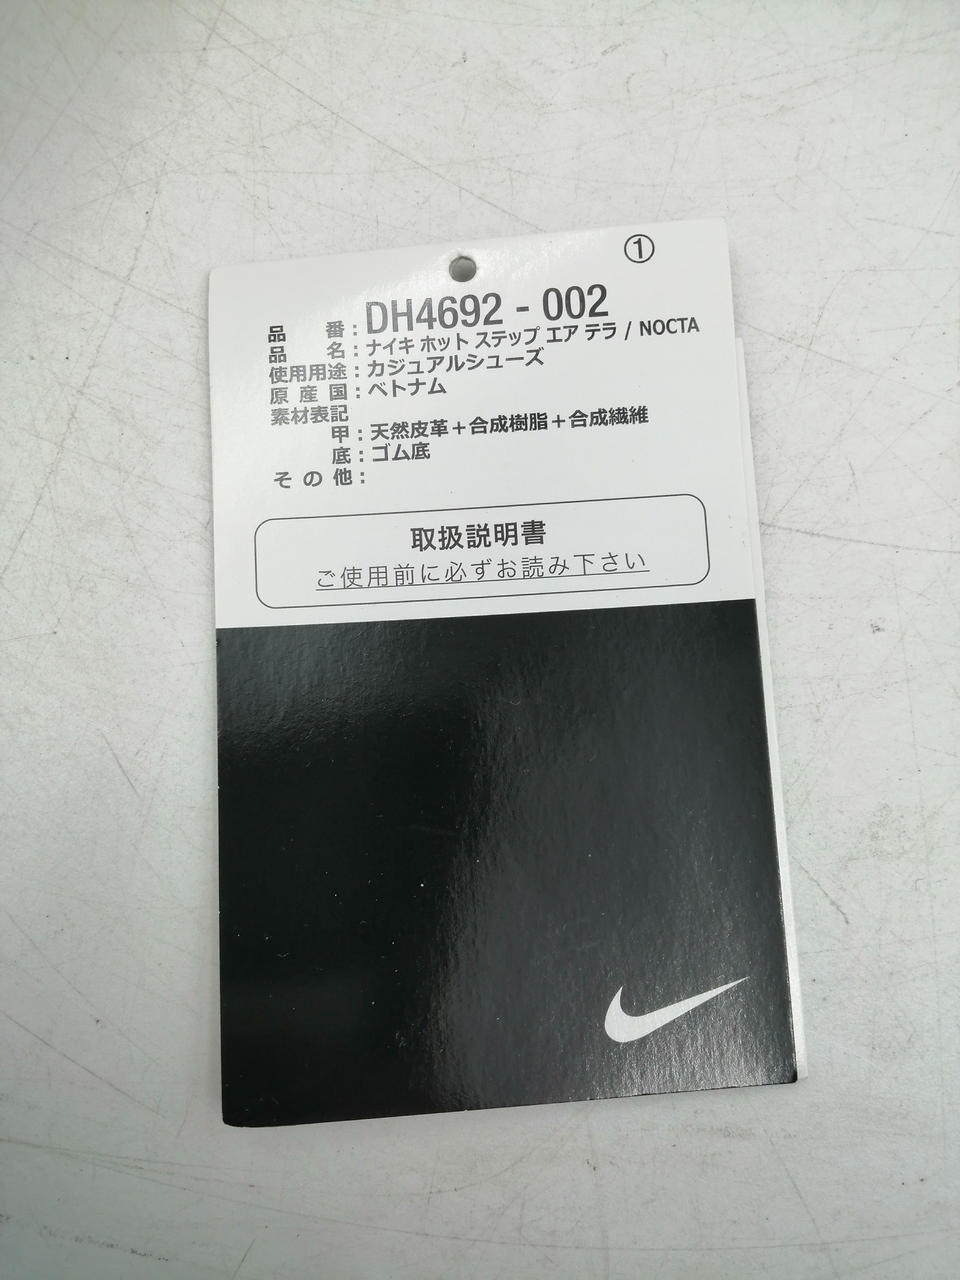 ①
品 番：DH4692 - 002
品 名：ナイキ ホット ステップ エア テラ / NOCTA
使用用途：カジュアルシューズ
原 産 国：ベトナム
素材表記
甲：天然皮革＋合成樹脂＋合成繊維
底：ゴム底
そ の 他：
取扱説明書
ご使用前に必ずお読み下さい